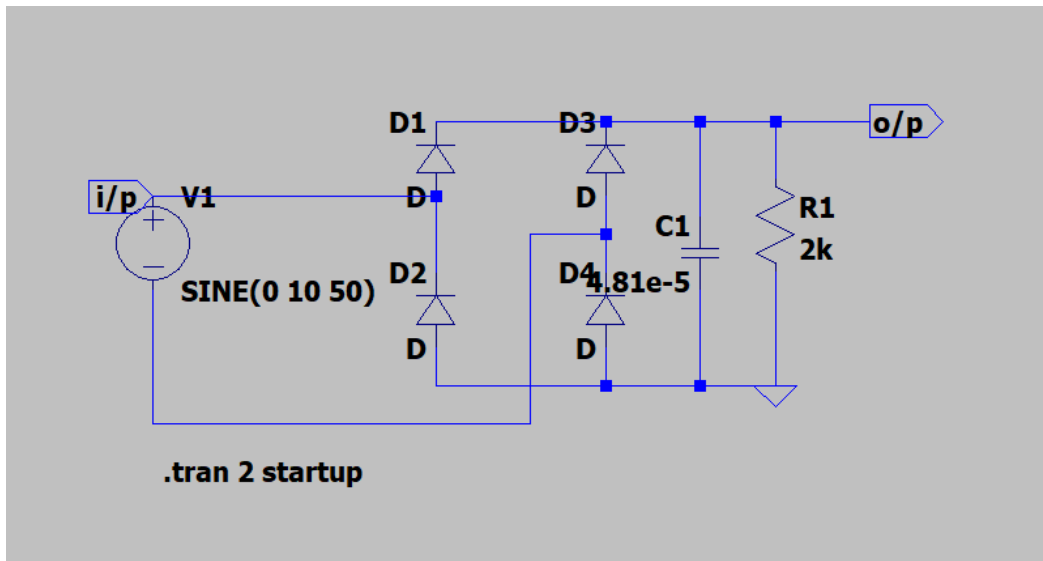 D1
D3
o/p
i/p
V1
D
D
R1
C1
2k
D2
D4
4.81e-5
SINE(0 10 50)
D
D
.tran 2 startup